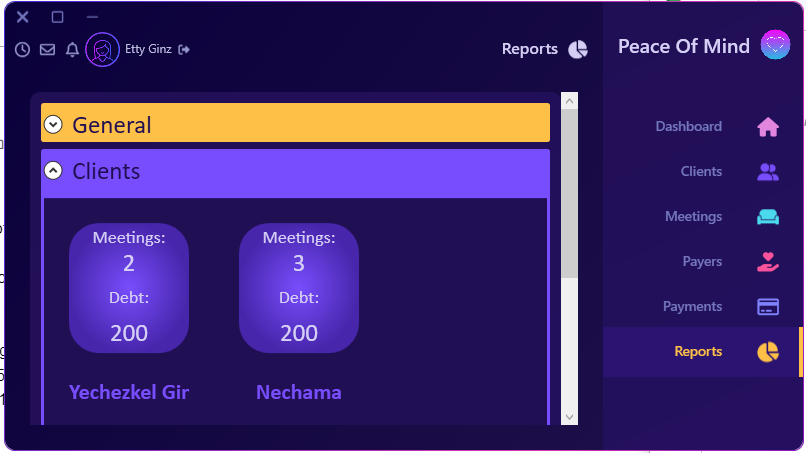 Etty Ginz
Reports
Peace Of Mind
General
Clients
Meetings:
2
Debt:
200
Yechezkel Gir
Meetings:
3
Debt:
200
Nechama
Dashboard
Clients
Meetings
Payers
Payments
Reports